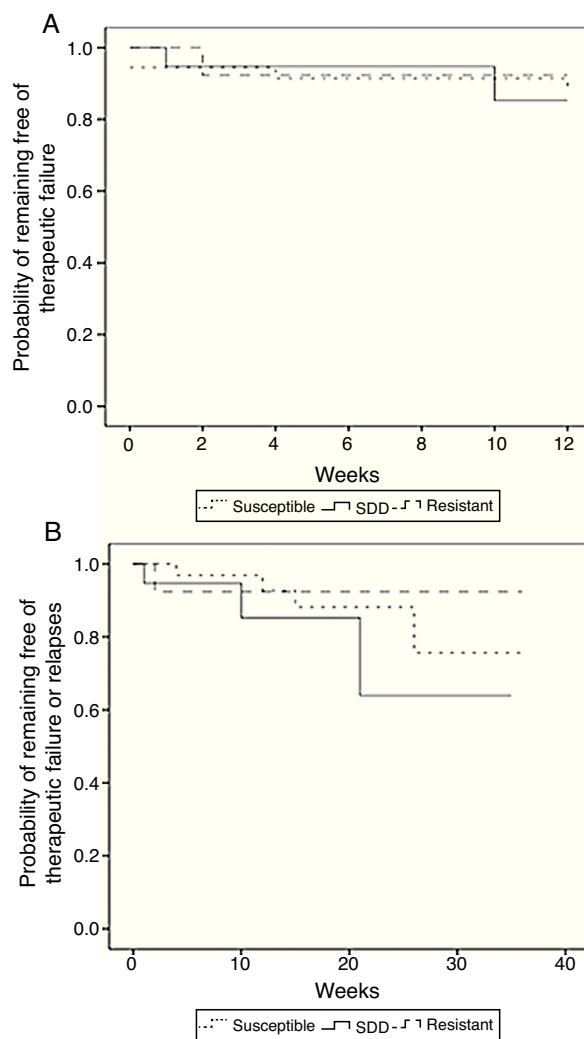 A
Probability of remaining free of
therapeutic failure
1.0
0.8
0.6
0.4
0.2
0.0
0 2 4 6 8 10 12
Weeks
Susceptible SDD Resistant
B
Probability of remaining free of
therapeutic failure or relapses
1.0
0.8
0.6
0.4
0.2
0.0
0 10 20 30 40
Weeks
Susceptible SDD Resistant